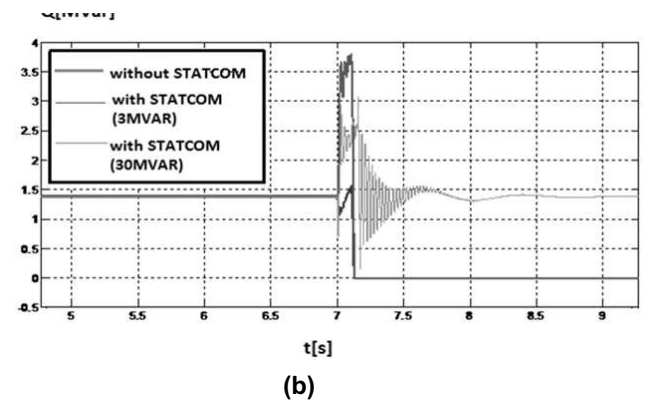 Q[Mvar]
4
3.5
3
2.5
2
1.5
1
0.5
0
-0.5
without STATCOM
with STATCOM
(3MVAR)
with STATCOM
(30MVAR)
5 5.5 6 6.5 7 7.5 8 8.5 9
t[s]
(b)